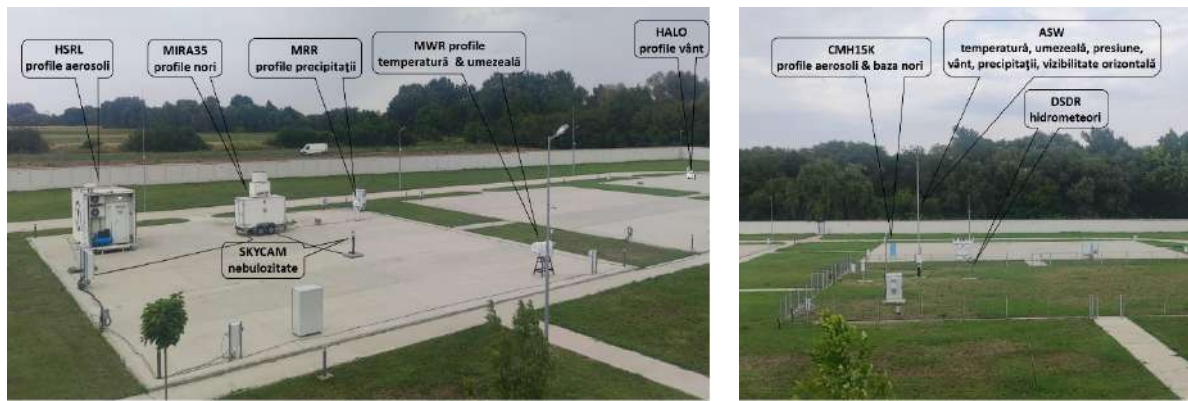 HSRL
profile aerosoli
MIRA35
profile nori
MRR
profile precipitații
MWR profile
temperatură & umezeală
HALO
profile vânt
SKYCAM
nebulozitate
CMH15K
profile aerosoli & baza nori
ASW
temperatură, umezeală, presiune,
vânt, precipitații, vizibilitate orizontală
DSDR
hidrometeori